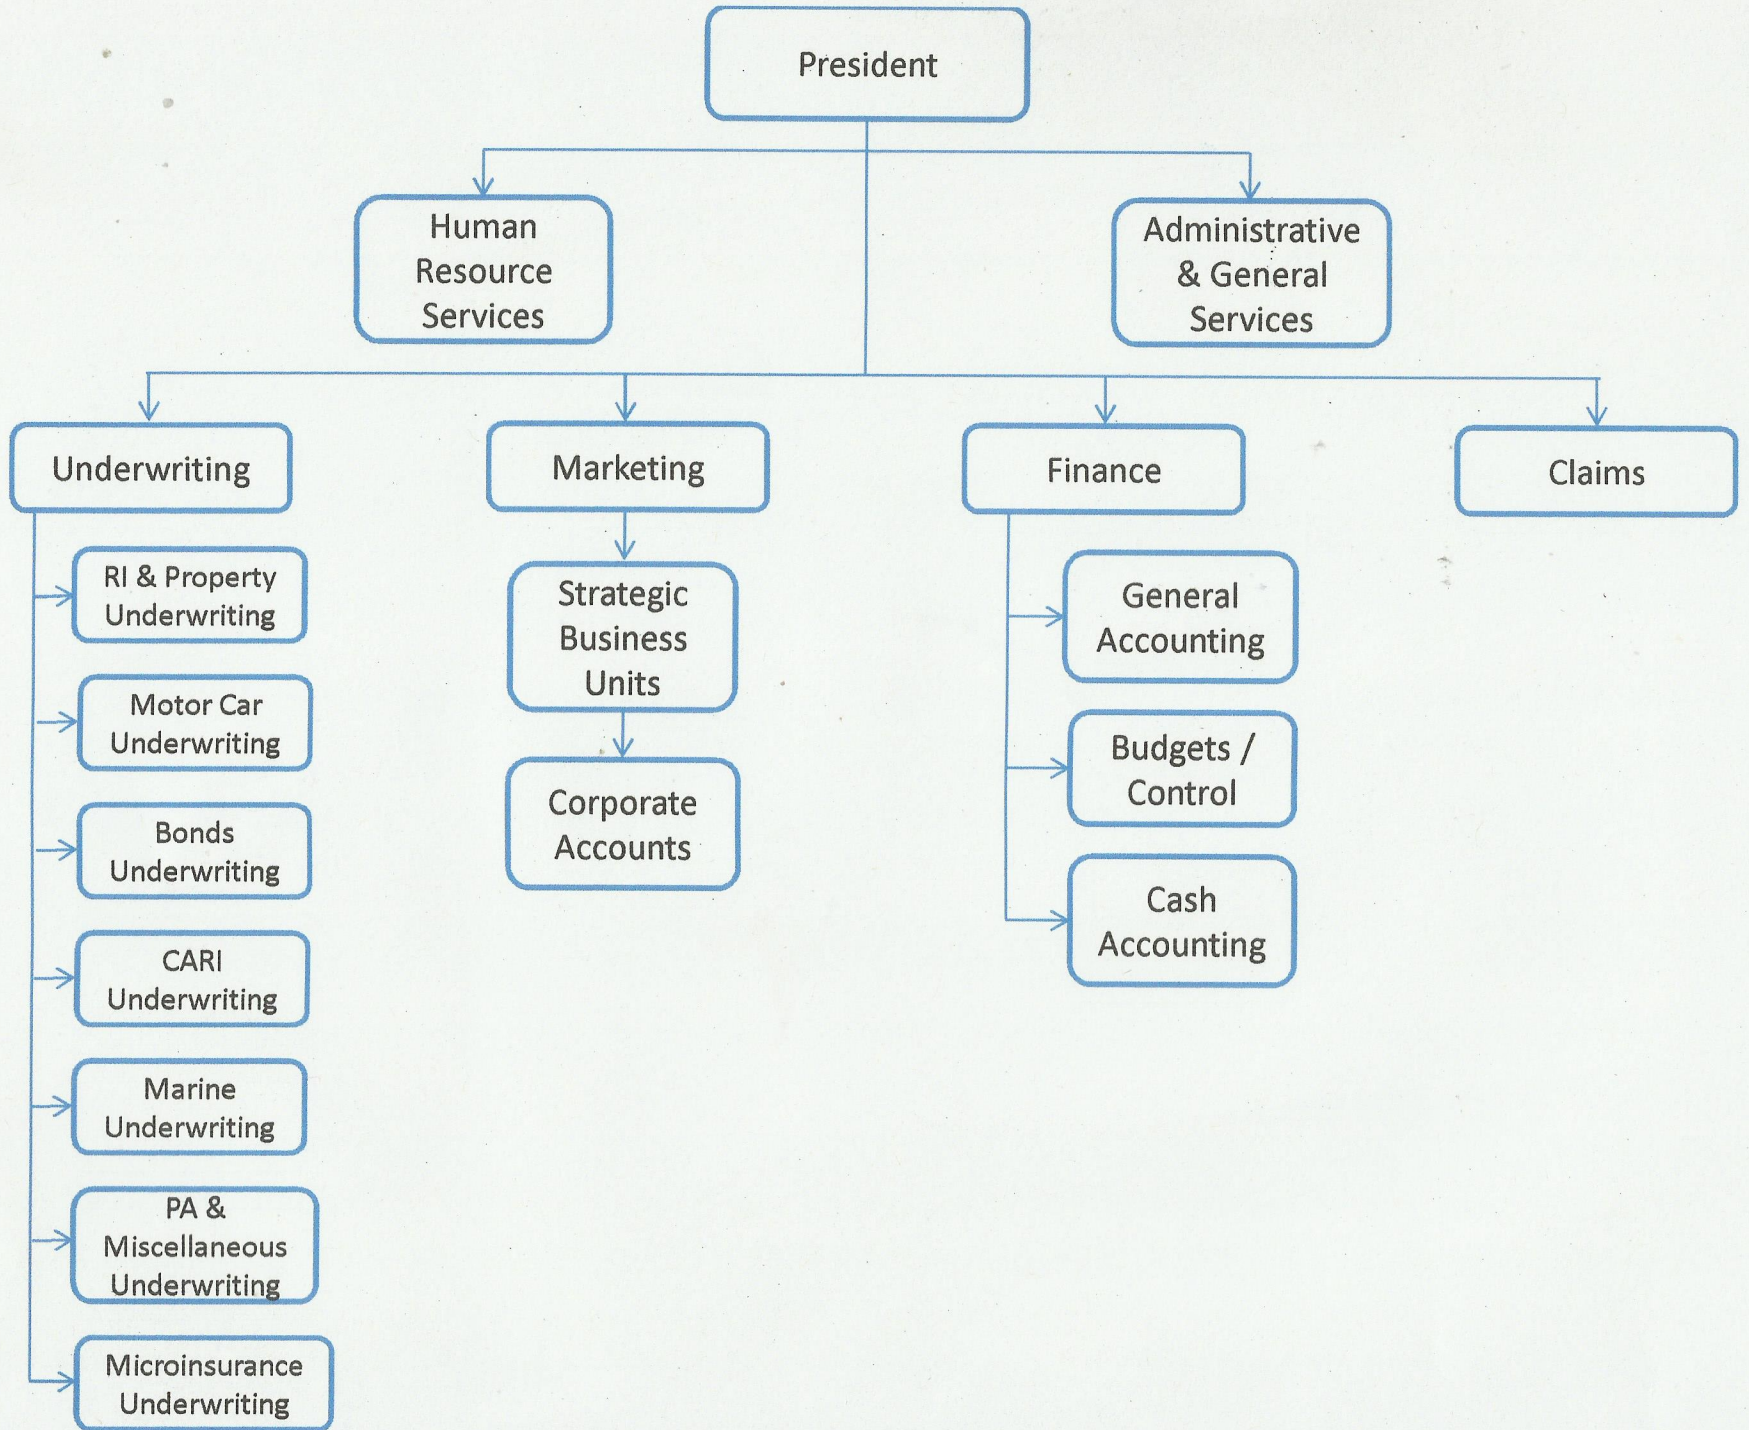 President
Human
Resource
Services
Administrative
& General
Services
Underwriting
Marketing
Finance
Claims
RI & Property
Underwriting
Motor Car
Underwriting
Bonds
Underwriting
CARI
Underwriting
Marine
Underwriting
PA &
Miscellaneous
Underwriting
Microinsurance
Underwriting
Strategic
Business
Units
Corporate
Accounts
General
Accounting
Budgets /
Control
Cash
Accounting